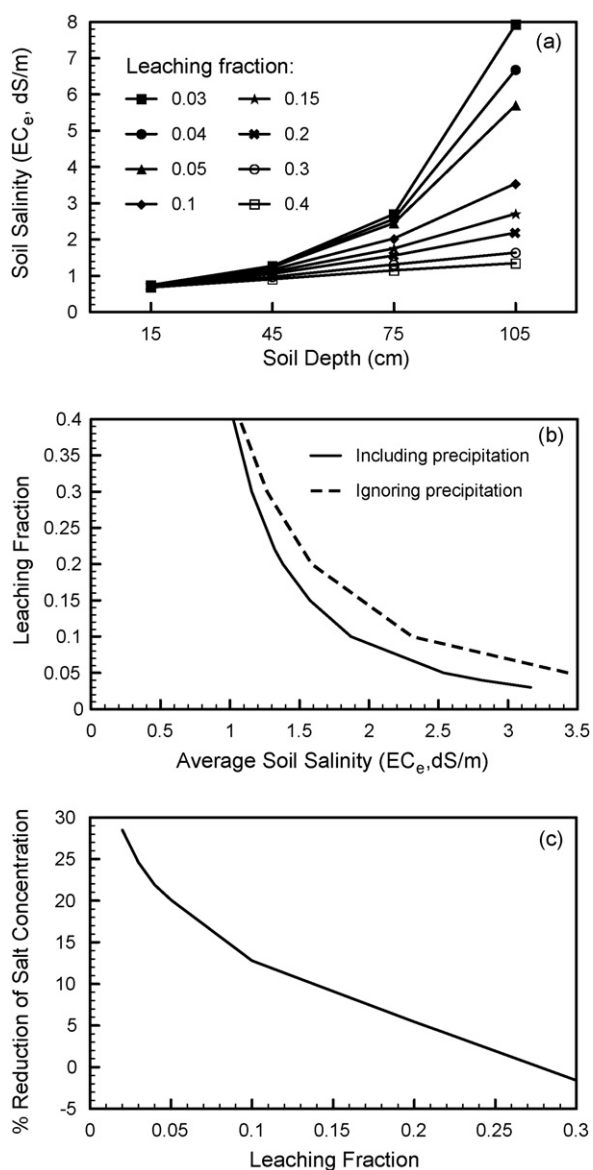 (a)
Soil Salinity (ECe, dS/m)
8
7
6
5
4
3
2
1
0
Leaching fraction:
0.03 0.15
0.04 0.2
0.05 0.3
0.1 0.4
15 45 75 105
Soil Depth (cm)
(b)
Leaching Fraction
0.4
0.35
0.3
0.25
0.2
0.15
0.1
0.05
0
Including precipitation
Ignoring precipitation
0 0.5 1 1.5 2 2.5 3 3.5
Average Soil Salinity (ECe,dS/m)
(c)
% Reduction of Salt Concentration
30
25
20
15
10
5
0
-5
0 0.05 0.1 0.15 0.2 0.25 0.3
Leaching Fraction